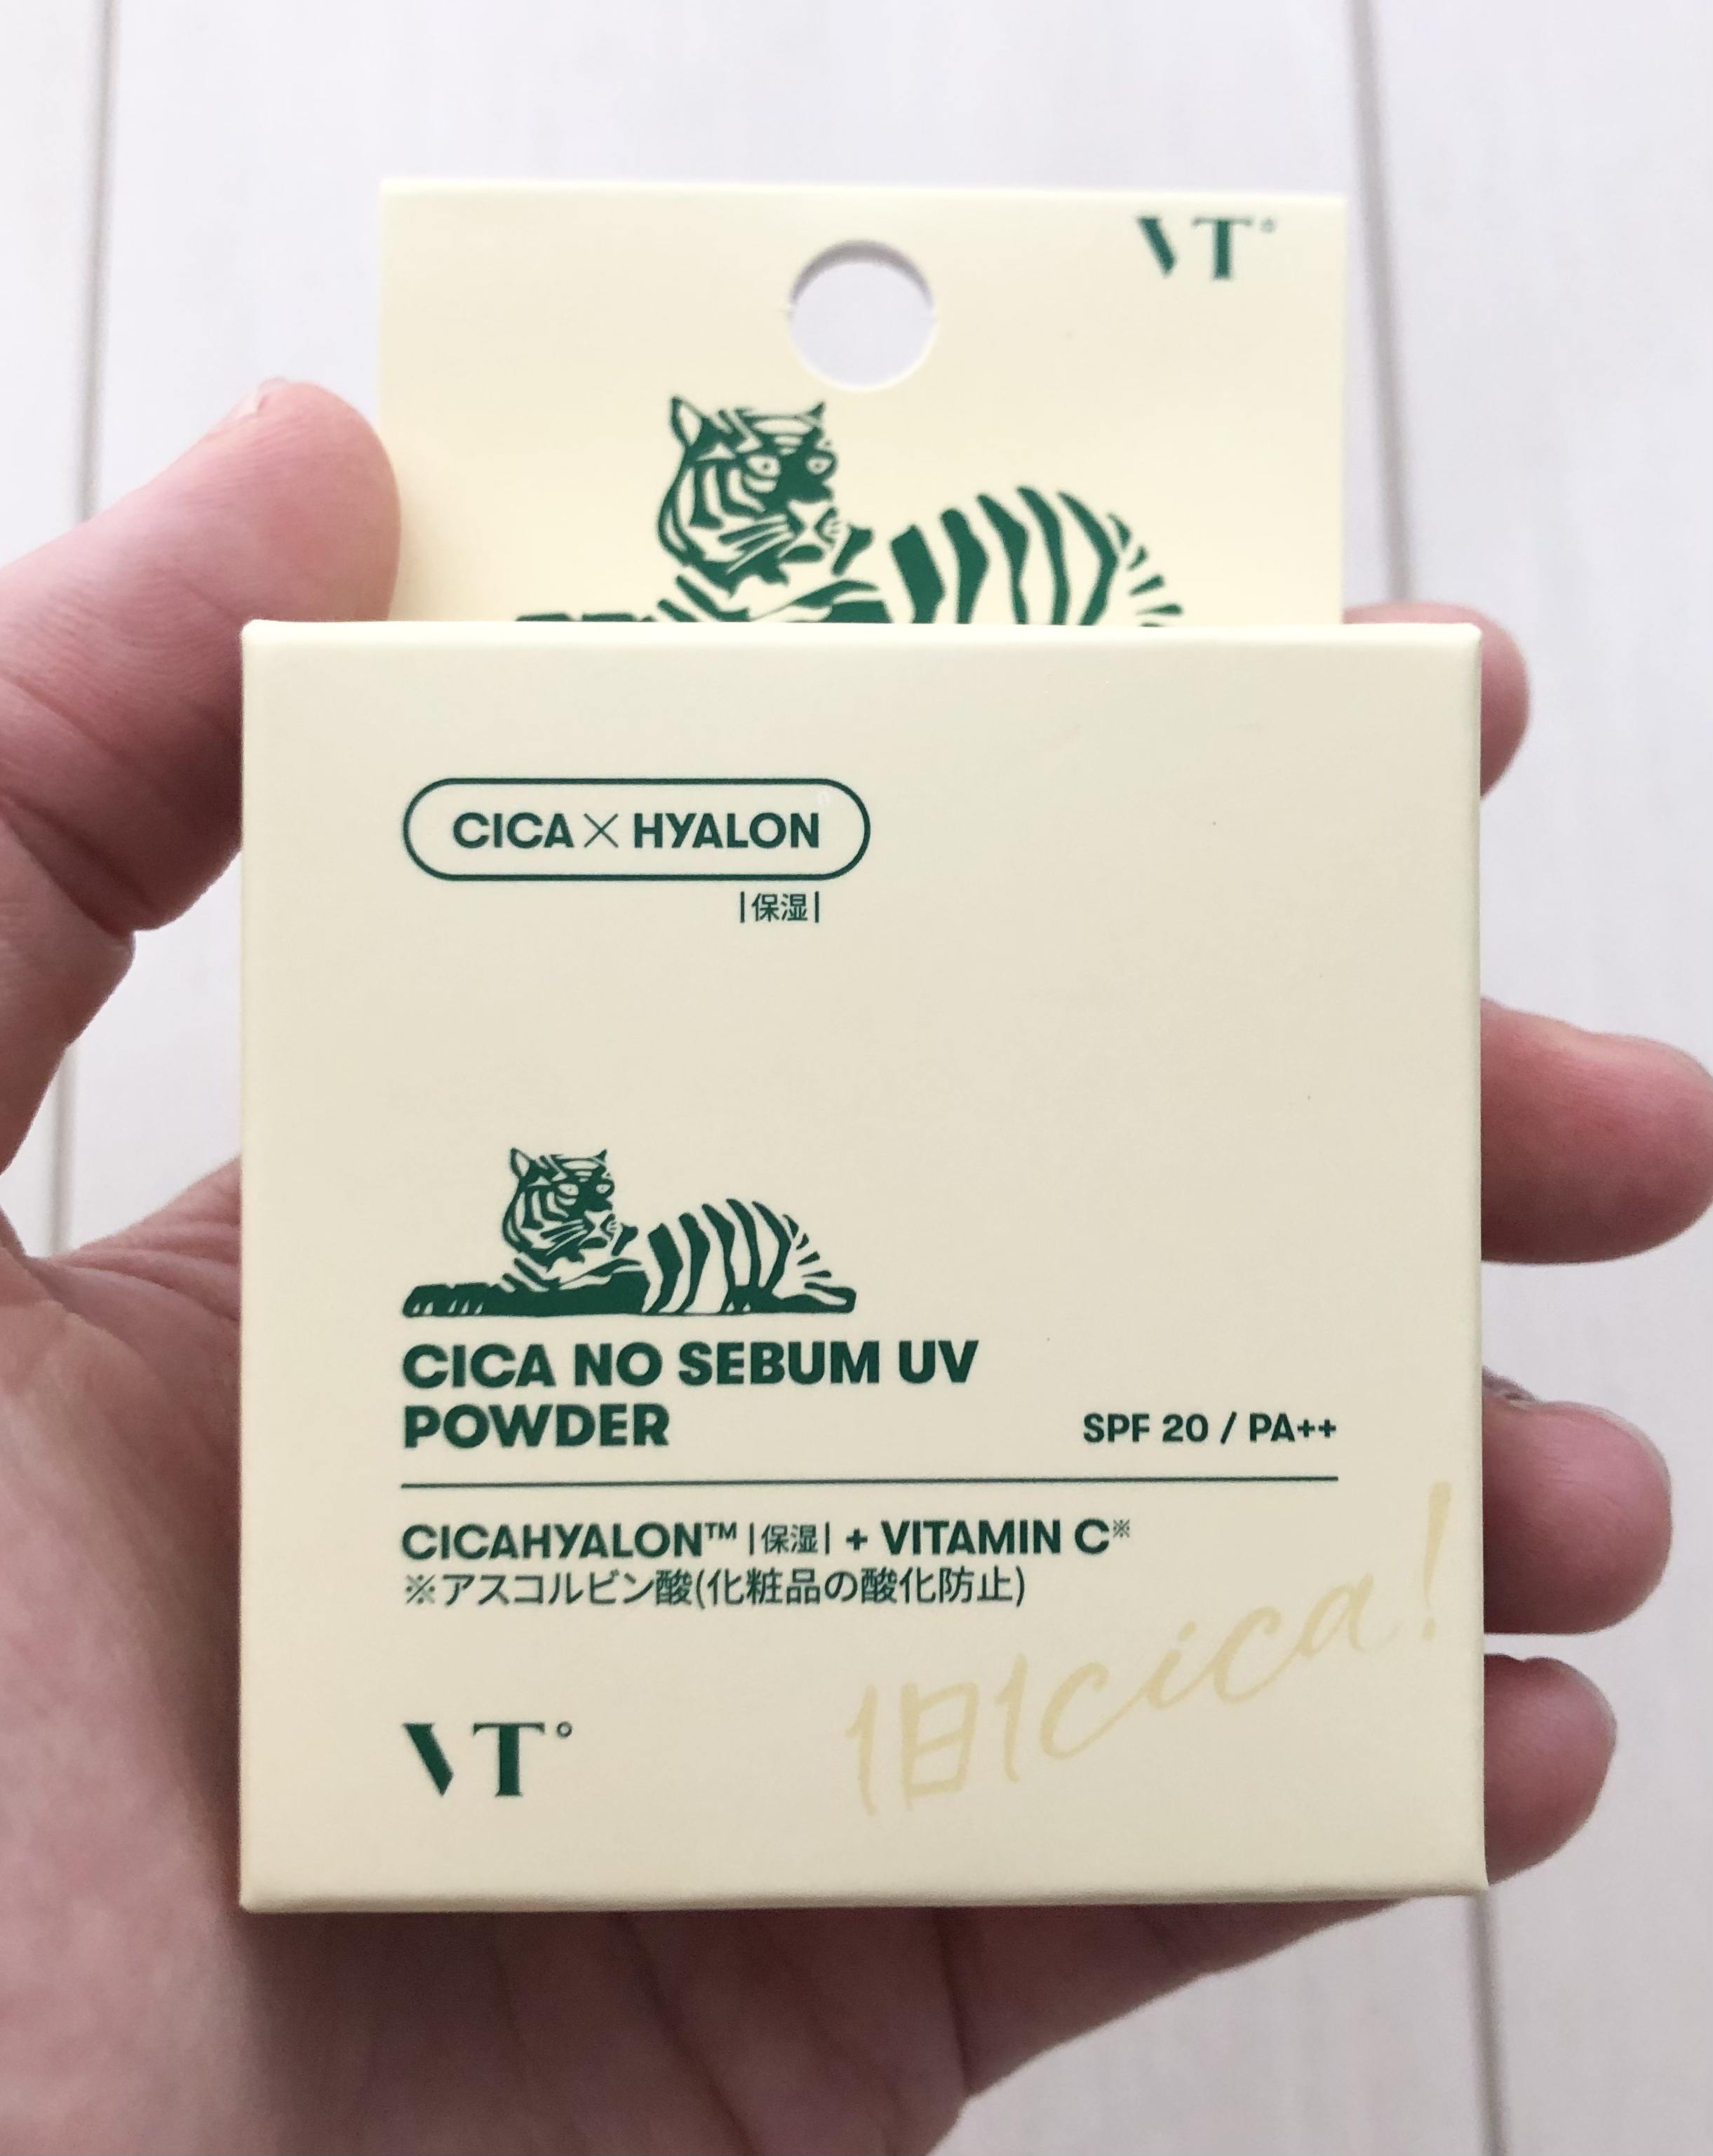 VT°
CICA × HYALON
|保湿|
CICA NO SEBUM UV
POWDER
SPF 20 / PA++
CICAHYALON™ |保湿| + VITAMIN C※
※アスコルビン酸(化粧品の酸化防止)
1日1cica!
VT°